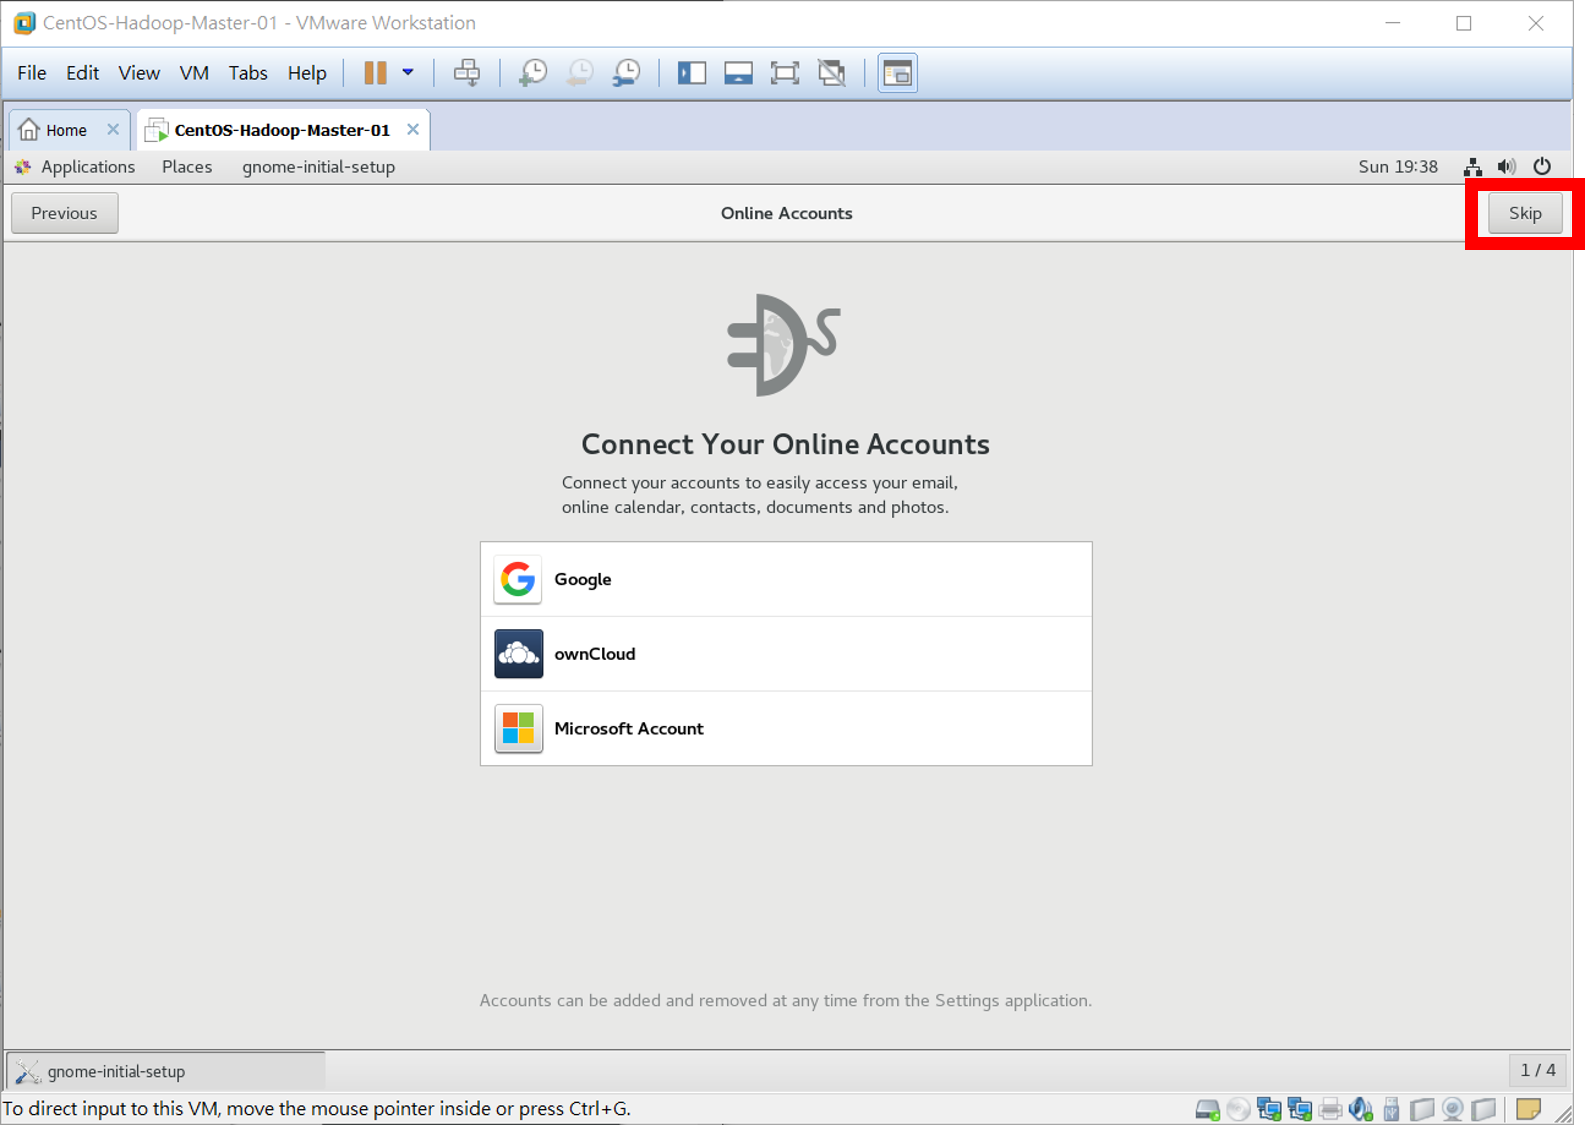 CentOS-Hadoop-Master-01 - VMware Workstation
File Edit View VM Tabs Help
Home CentOS-Hadoop-Master-01
Applications Places gnome-initial-setup Sun 19:38
Previous Online Accounts Skip
Connect Your Online Accounts
Connect your accounts to easily access your email,
online calendar, contacts, documents and photos.
Google
ownCloud
Microsoft Account
Accounts can be added and removed at any time from the Settings application.
gnome-initial-setup 1 / 4
To direct input to this VM, move the mouse pointer inside or press Ctrl+G.